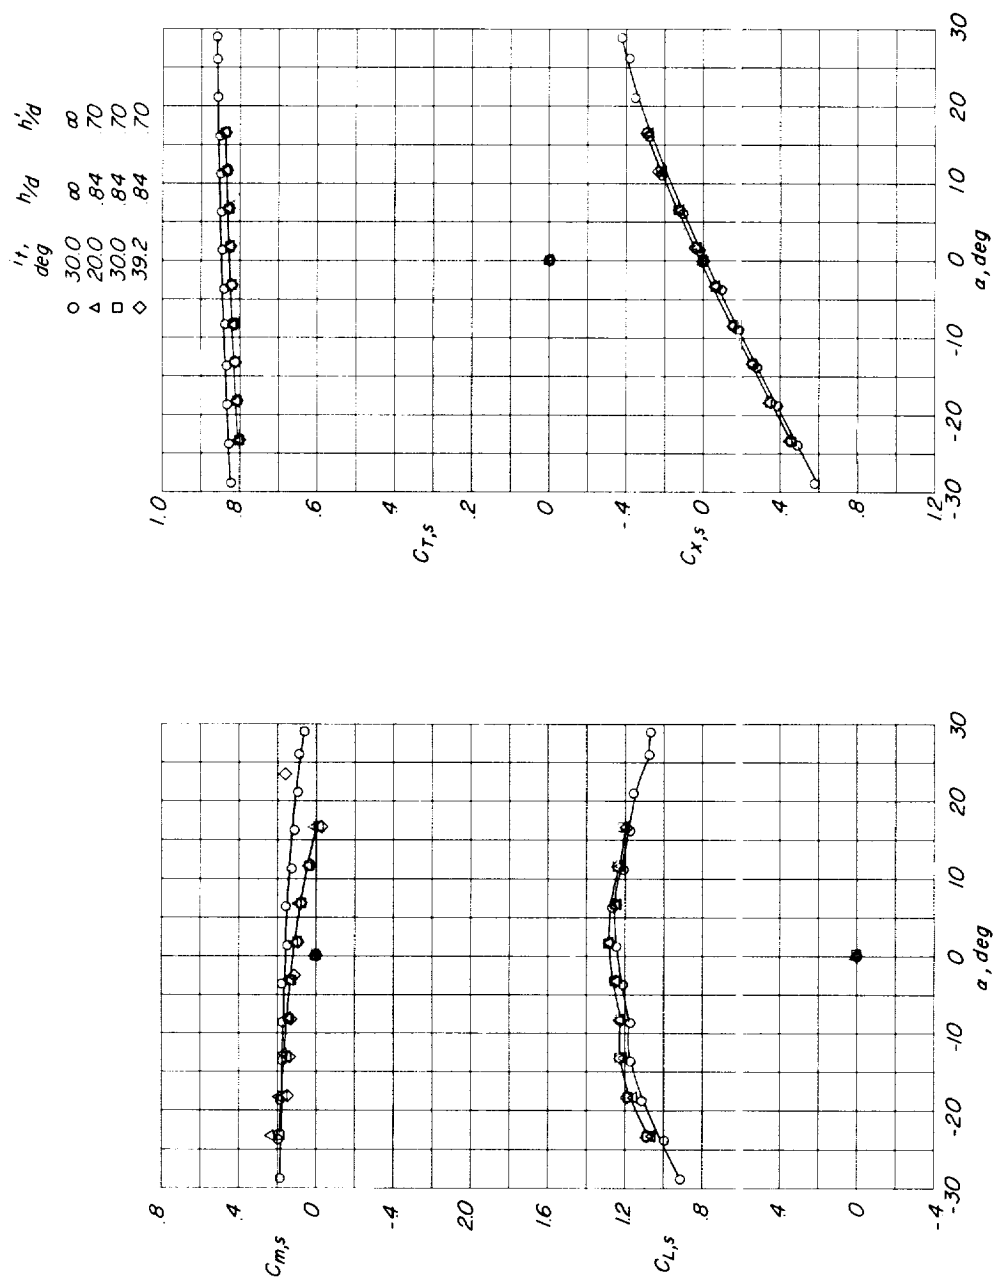 i_t, deg h/d h'/d
○ 30.0 ∞ ∞
△ 20.0 .84 .70
□ 30.0 .84 .70
◇ 39.2 .84 .70
C_m,s
.8
.4
0
-.4
C_L,s
2.0
1.6
1.2
.8
.4
0
-.4
-30 -20 -10 0 10 20 30
α, deg
C_T,s
1.0
.8
.6
.4
.2
0
C_X,s
-.4
0
.4
.8
1.2
-30 -20 -10 0 10 20 30
α, deg